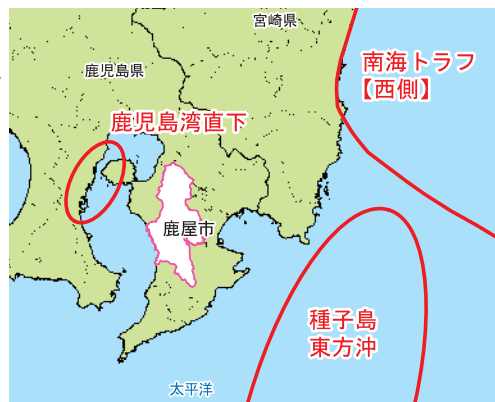 宮崎県
南海トラフ
【西側】
鹿児島県
鹿児島湾直下
鹿屋市
種子島
東方沖
太平洋